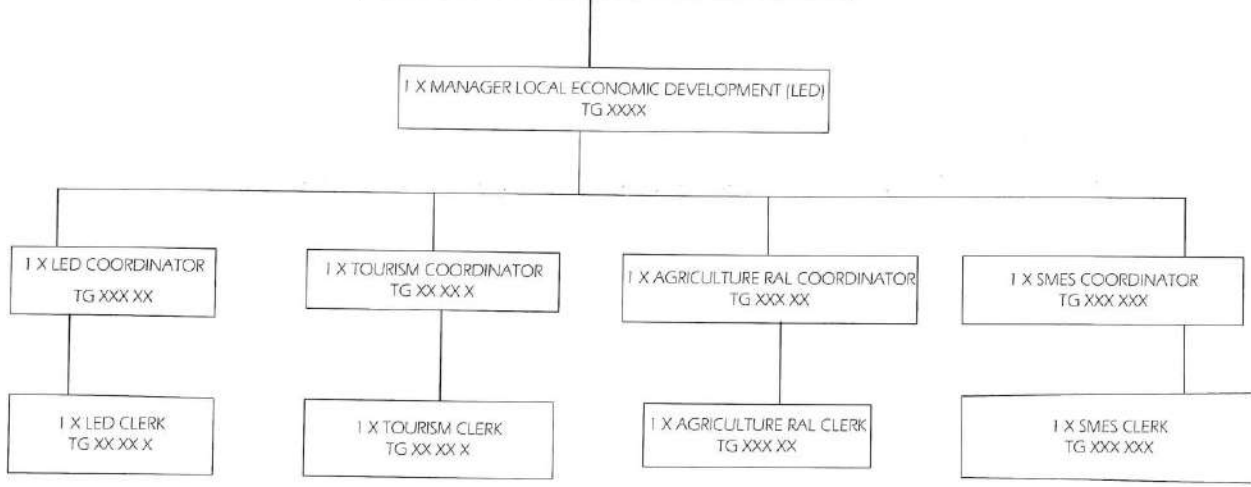 1 X MANAGER LOCAL ECONOMIC DEVELOPMENT (LED)
TG XXXX
1 X LED COORDINATOR
TG XXX XX
1 X TOURISM COORDINATOR
TG XX XX X
1 X AGRICULTURE RAL COORDINATOR
TG XXX XX
1 X SMES COORDINATOR
TG XXX XXX
1 X LED CLERK
TG XX XX X
1 X TOURISM CLERK
TG XX XX X
1 X AGRICULTURE RAL CLERK
TG XXX XX
1 X SMES CLERK
TG XXX XXX